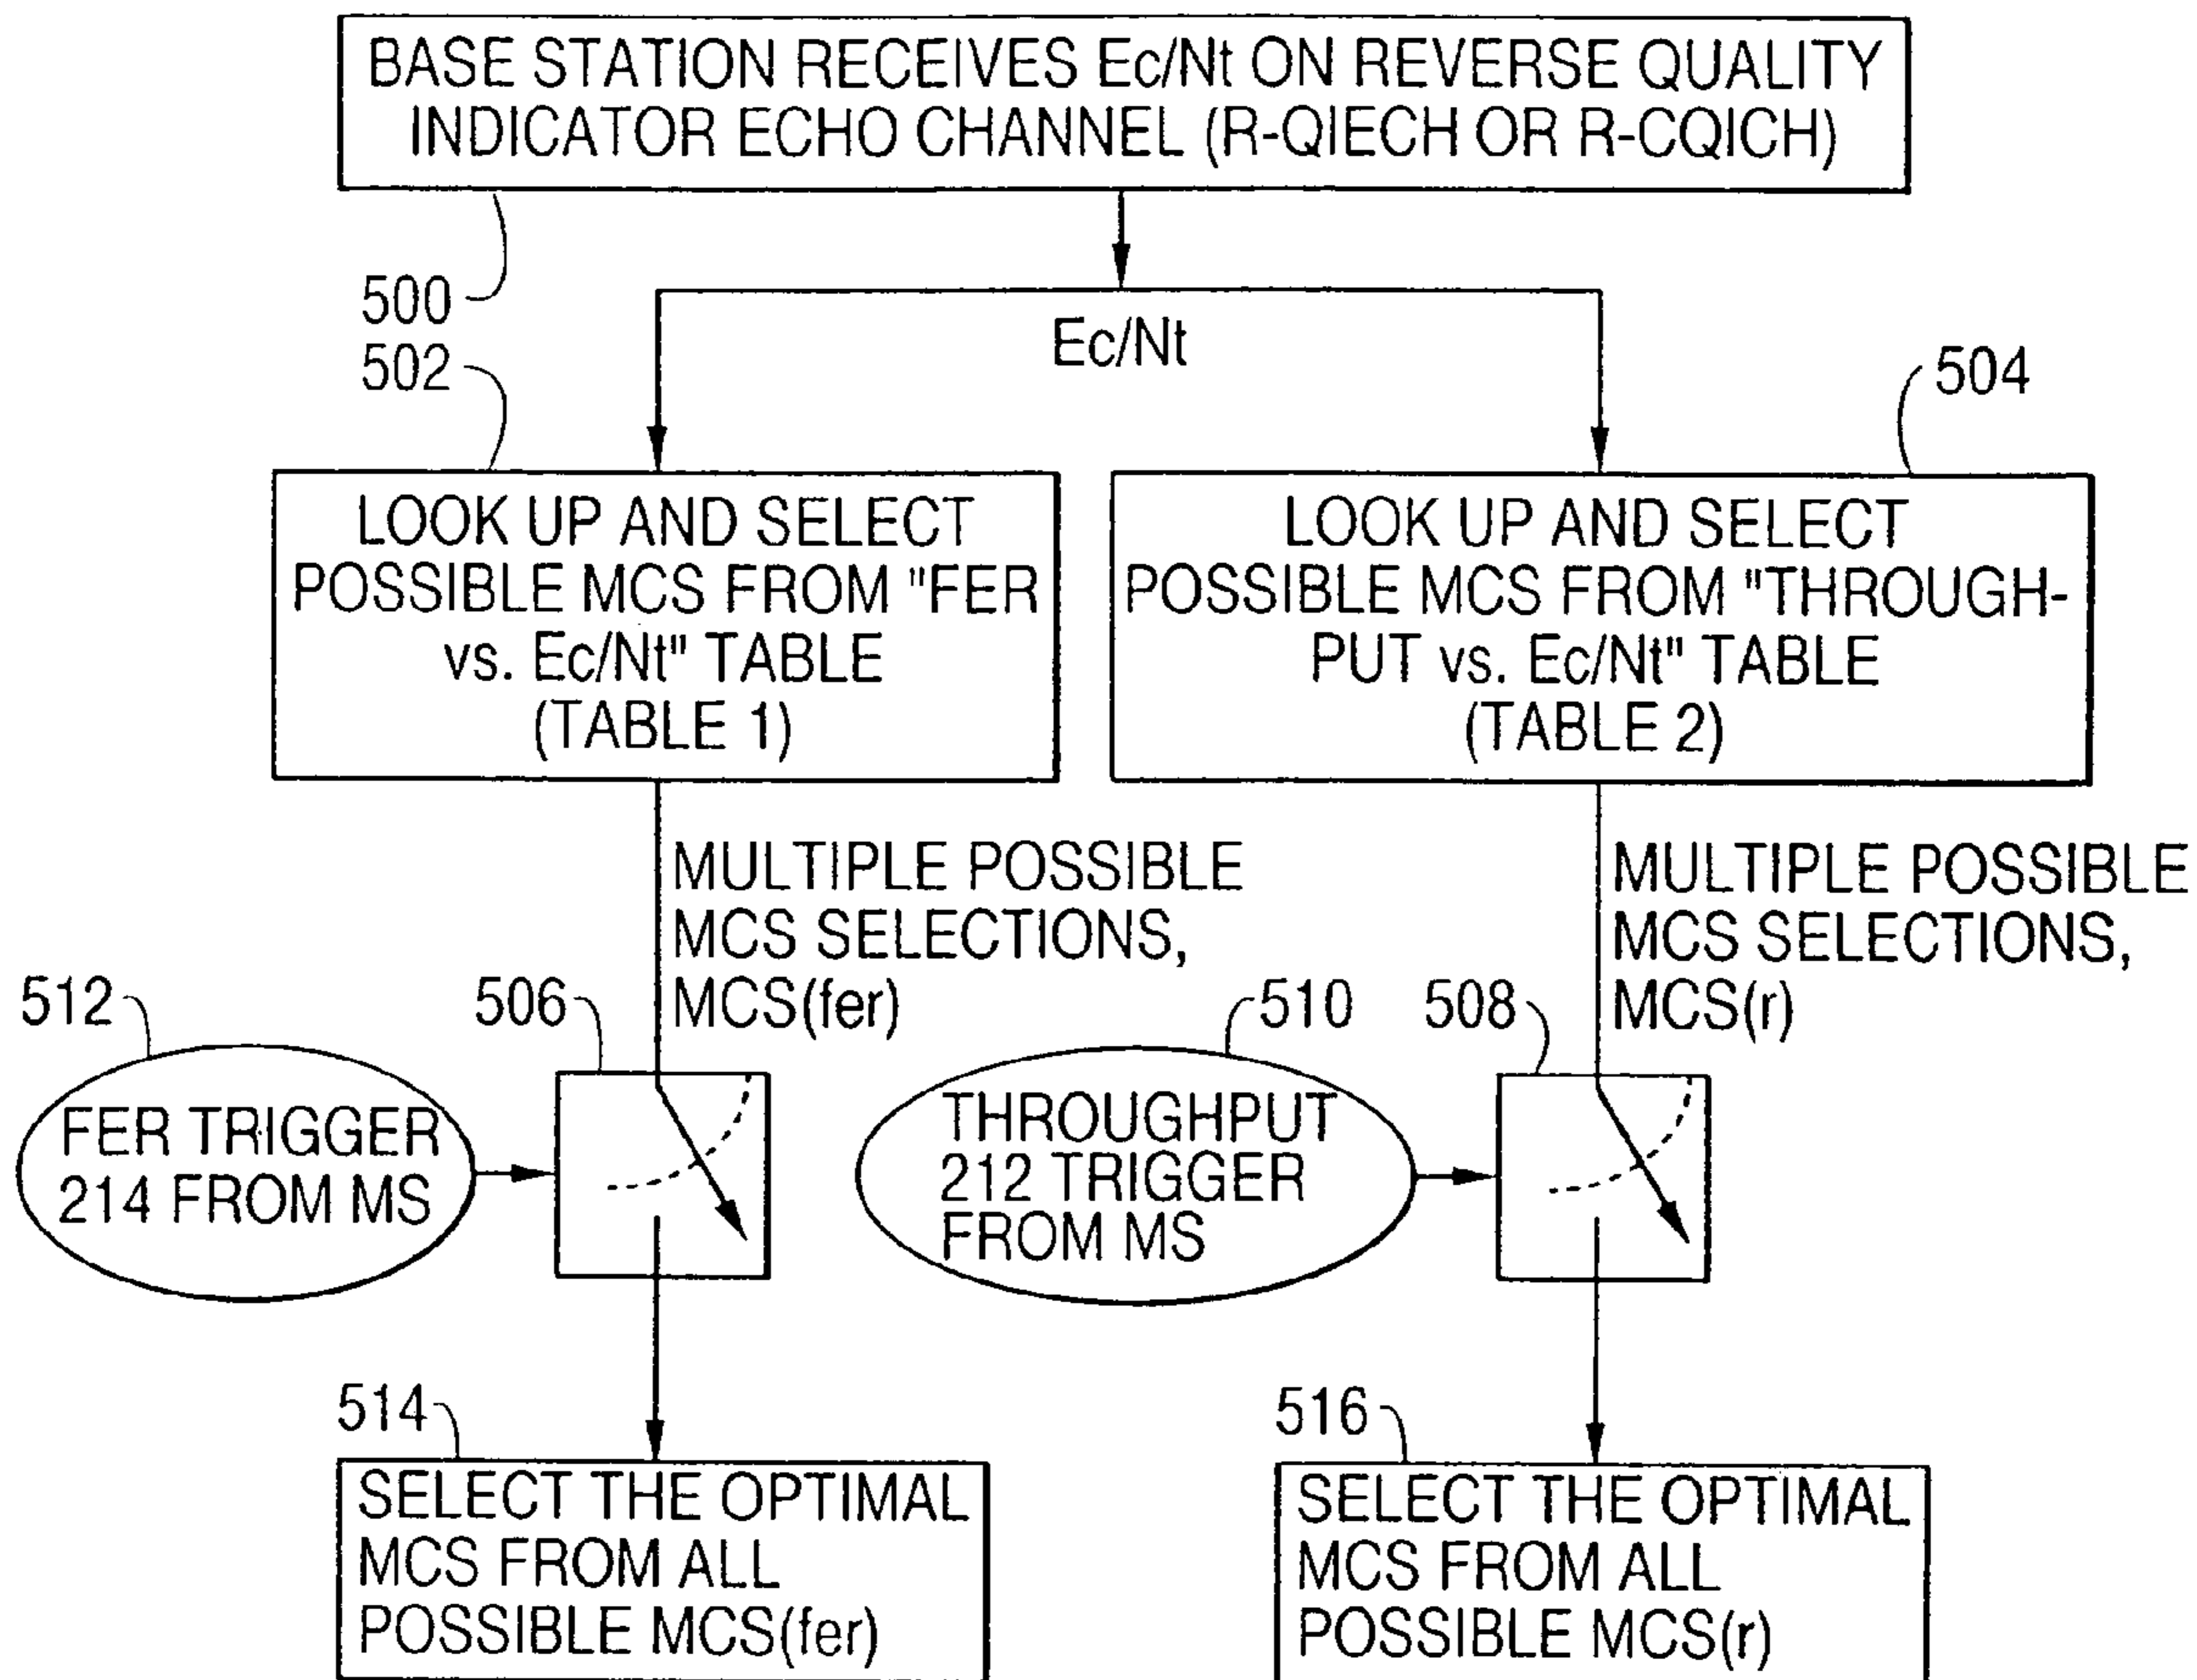 BASE STATION RECEIVES Ec/Nt ON REVERSE QUALITY
INDICATOR ECHO CHANNEL (R-QIECH OR R-CQICH)
500
Ec/Nt
502
504
LOOK UP AND SELECT
POSSIBLE MCS FROM "FER
vs. Ec/Nt" TABLE
(TABLE 1)
LOOK UP AND SELECT
POSSIBLE MCS FROM "THROUGH-
PUT vs. Ec/Nt" TABLE
(TABLE 2)
MULTIPLE POSSIBLE
MCS SELECTIONS,
MCS(fer)
MULTIPLE POSSIBLE
MCS SELECTIONS,
MCS(r)
512
506
510
508
FER TRIGGER
214 FROM MS
THROUGHPUT
212 TRIGGER
FROM MS
514
516
SELECT THE OPTIMAL
MCS FROM ALL
POSSIBLE MCS(fer)
SELECT THE OPTIMAL
MCS FROM ALL
POSSIBLE MCS(r)